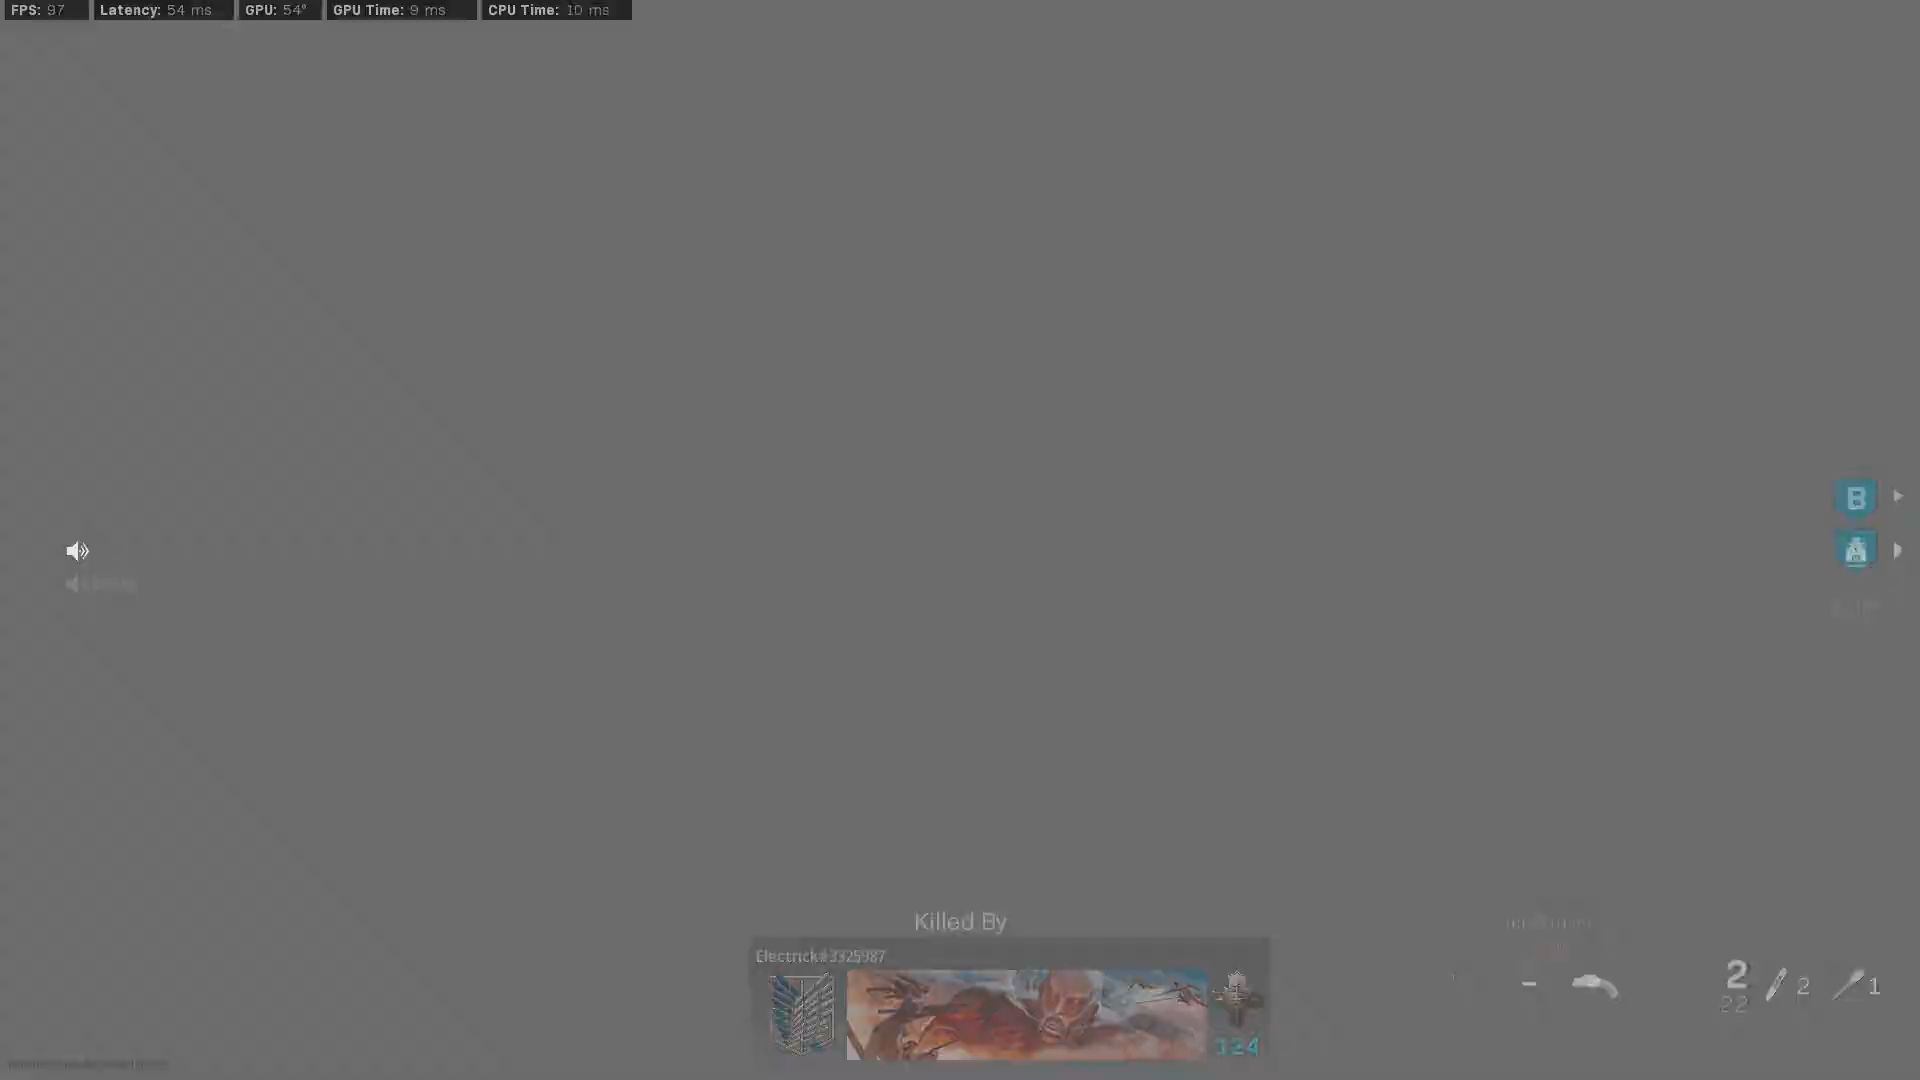 FPS: 97 Latency: 54 ms GPU: 54° GPU Time: 9 ms CPU Time: 10 ms
B
A
Killed By
Electrick#3325987
124
2 2 1
22